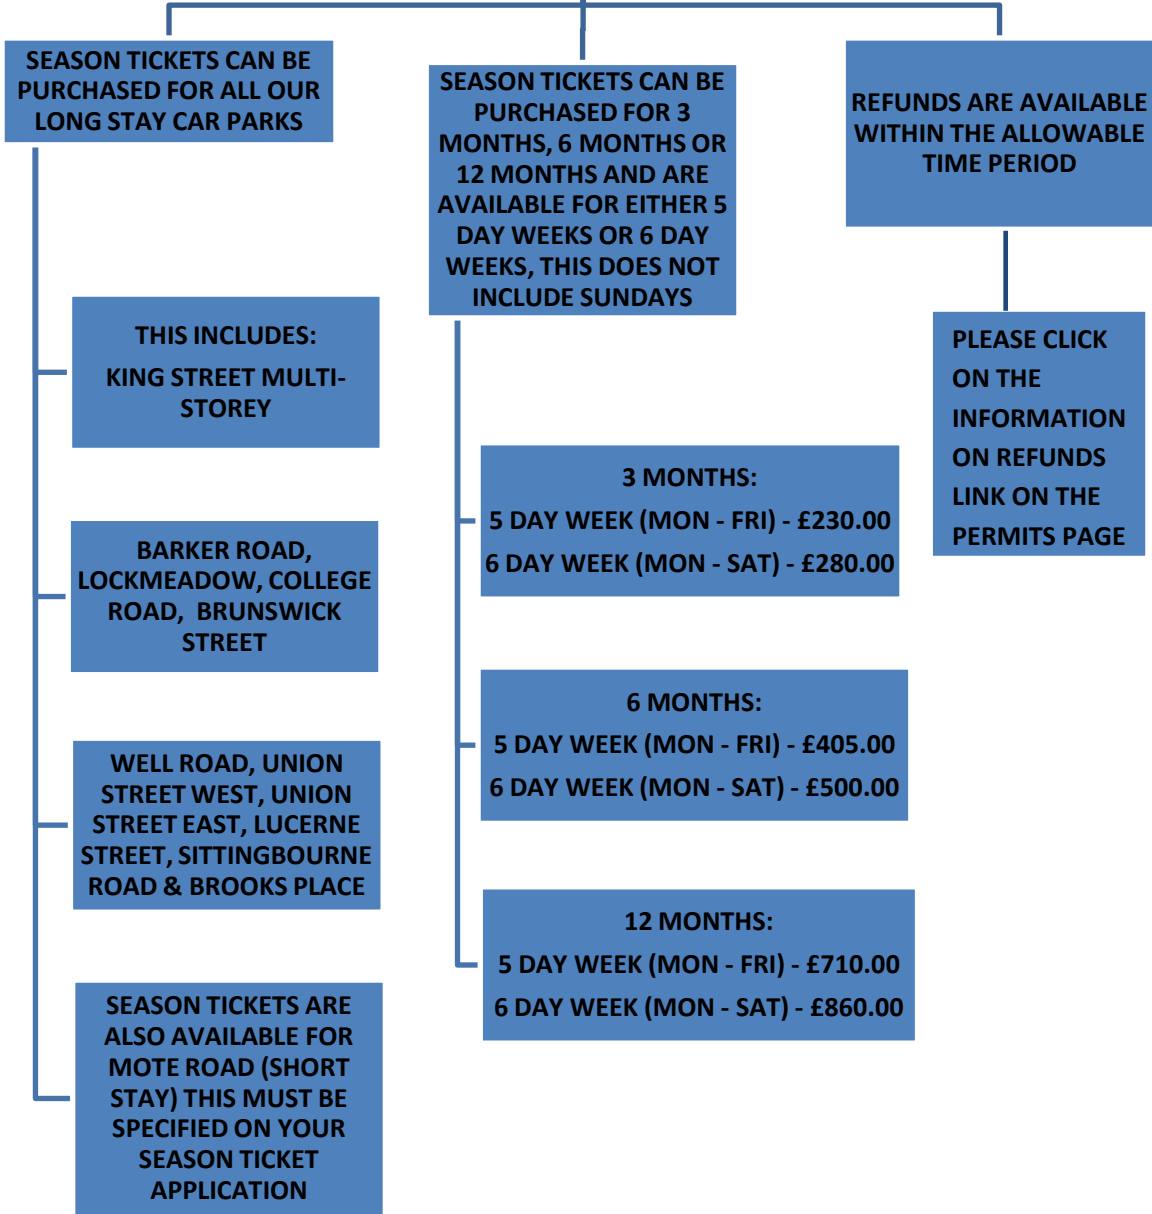 SEASON TICKETS CAN BE
PURCHASED FOR ALL OUR
LONG STAY CAR PARKS
THIS INCLUDES:
KING STREET MULTI-
STOREY
BARKER ROAD,
LOCKMEADOW, COLLEGE
ROAD, BRUNSWICK
STREET
WELL ROAD, UNION
STREET WEST, UNION
STREET EAST, LUCERNE
STREET, SITTINGBOURNE
ROAD & BROOKS PLACE
SEASON TICKETS ARE
ALSO AVAILABLE FOR
MOTE ROAD (SHORT
STAY) THIS MUST BE
SPECIFIED ON YOUR
SEASON TICKET
APPLICATION
SEASON TICKETS CAN BE
PURCHASED FOR 3
MONTHS, 6 MONTHS OR
12 MONTHS AND ARE
AVAILABLE FOR EITHER 5
DAY WEEKS OR 6 DAY
WEEKS, THIS DOES NOT
INCLUDE SUNDAYS
3 MONTHS:
5 DAY WEEK (MON - FRI) - £230.00
6 DAY WEEK (MON - SAT) - £280.00
6 MONTHS:
5 DAY WEEK (MON - FRI) - £405.00
6 DAY WEEK (MON - SAT) - £500.00
12 MONTHS:
5 DAY WEEK (MON - FRI) - £710.00
6 DAY WEEK (MON - SAT) - £860.00
REFUNDS ARE AVAILABLE
WITHIN THE ALLOWABLE
TIME PERIOD
PLEASE CLICK
ON THE
INFORMATION
ON REFUNDS
LINK ON THE
PERMITS PAGE